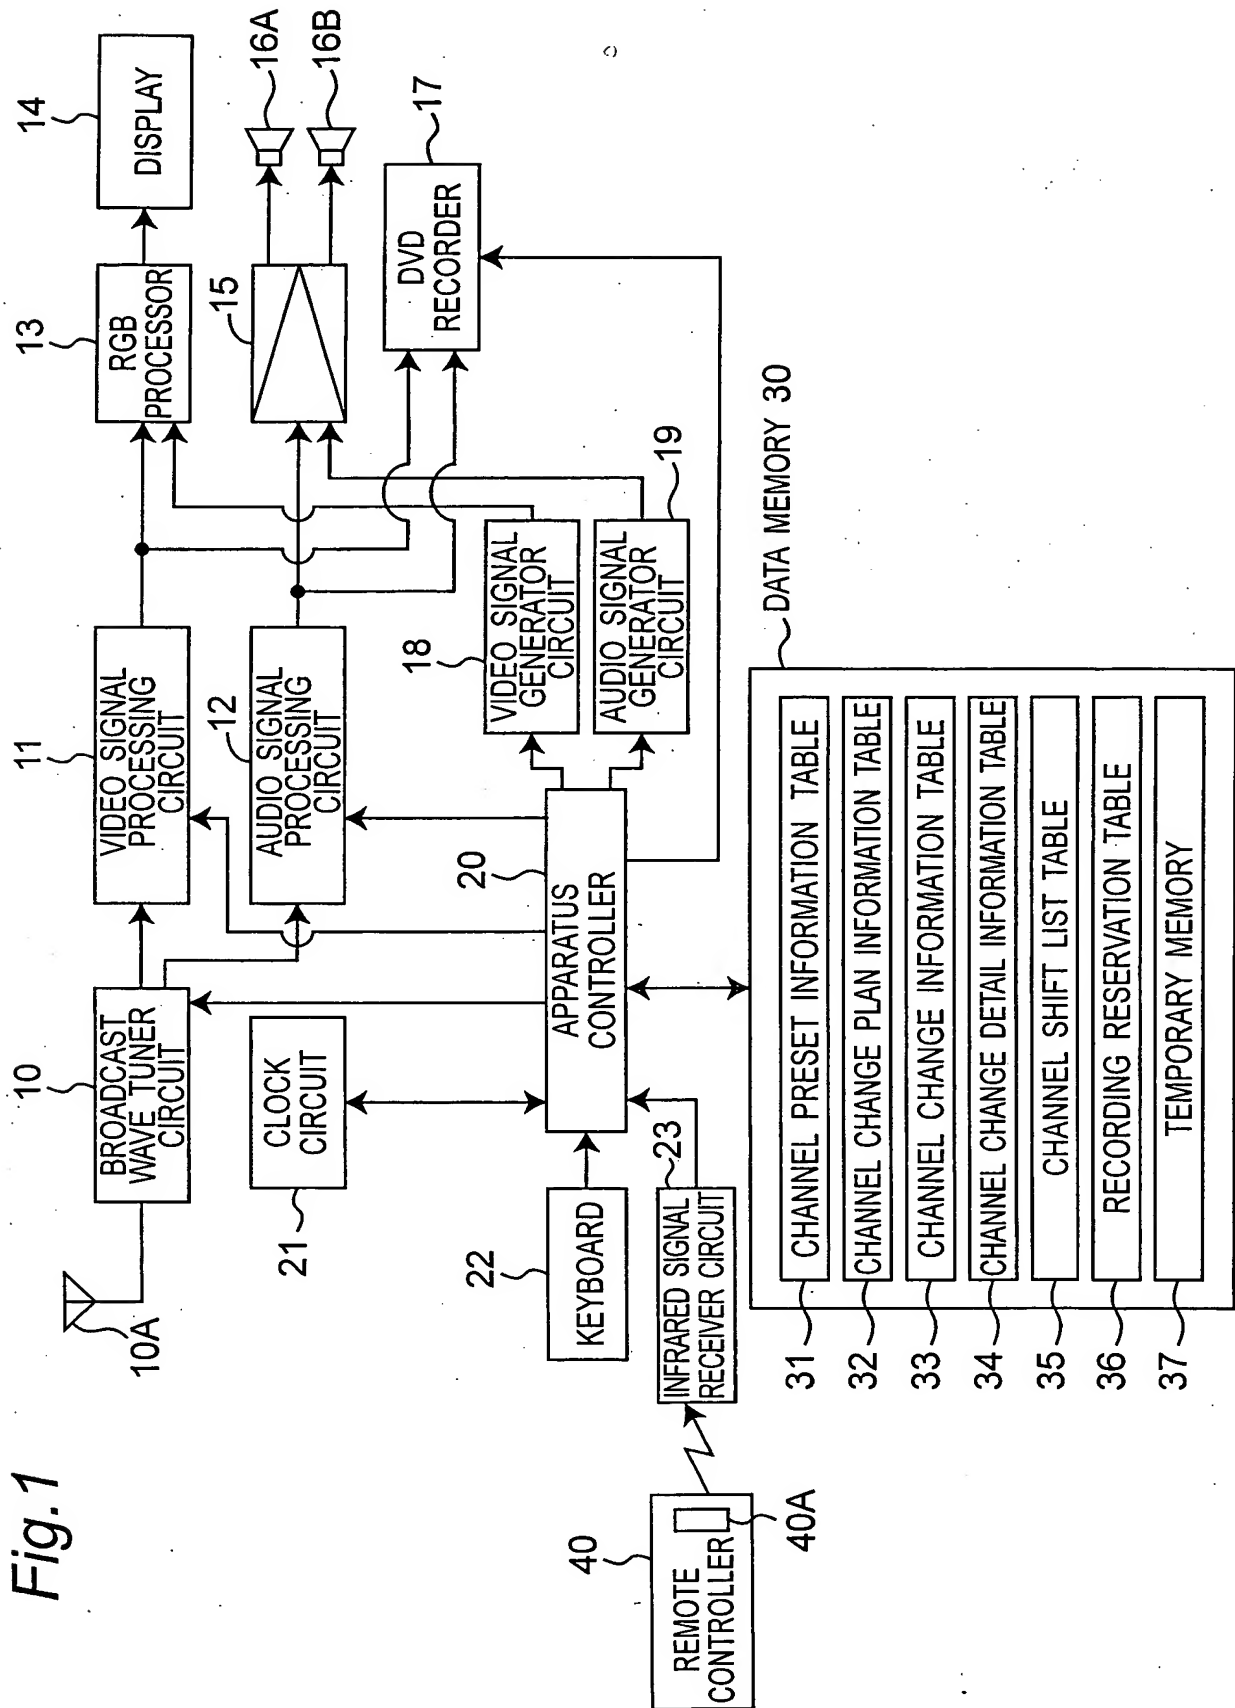 Fig.1
10A
10
BROADCAST
WAVE TUNER
CIRCUIT
11
VIDEO SIGNAL
PROCESSING
CIRCUIT
13
RGB
PROCESSOR
14
DISPLAY
12
AUDIO SIGNAL
PROCESSING
CIRCUIT
15
16A
16B
17
DVD
RECORDER
21
CLOCK
CIRCUIT
18
VIDEO SIGNAL
GENERATOR
CIRCUIT
19
AUDIO SIGNAL
GENERATOR
CIRCUIT
20
APPARATUS
CONTROLLER
22
KEYBOARD
23
INFRARED SIGNAL
RECEIVER CIRCUIT
40
REMOTE
CONTROLLER
40A
DATA MEMORY 30
31
CHANNEL PRESET INFORMATION TABLE
32
CHANNEL CHANGE PLAN INFORMATION TABLE
33
CHANNEL CHANGE INFORMATION TABLE
34
CHANNEL CHANGE DETAIL INFORMATION TABLE
35
CHANNEL SHIFT LIST TABLE
36
RECORDING RESERVATION TABLE
37
TEMPORARY MEMORY